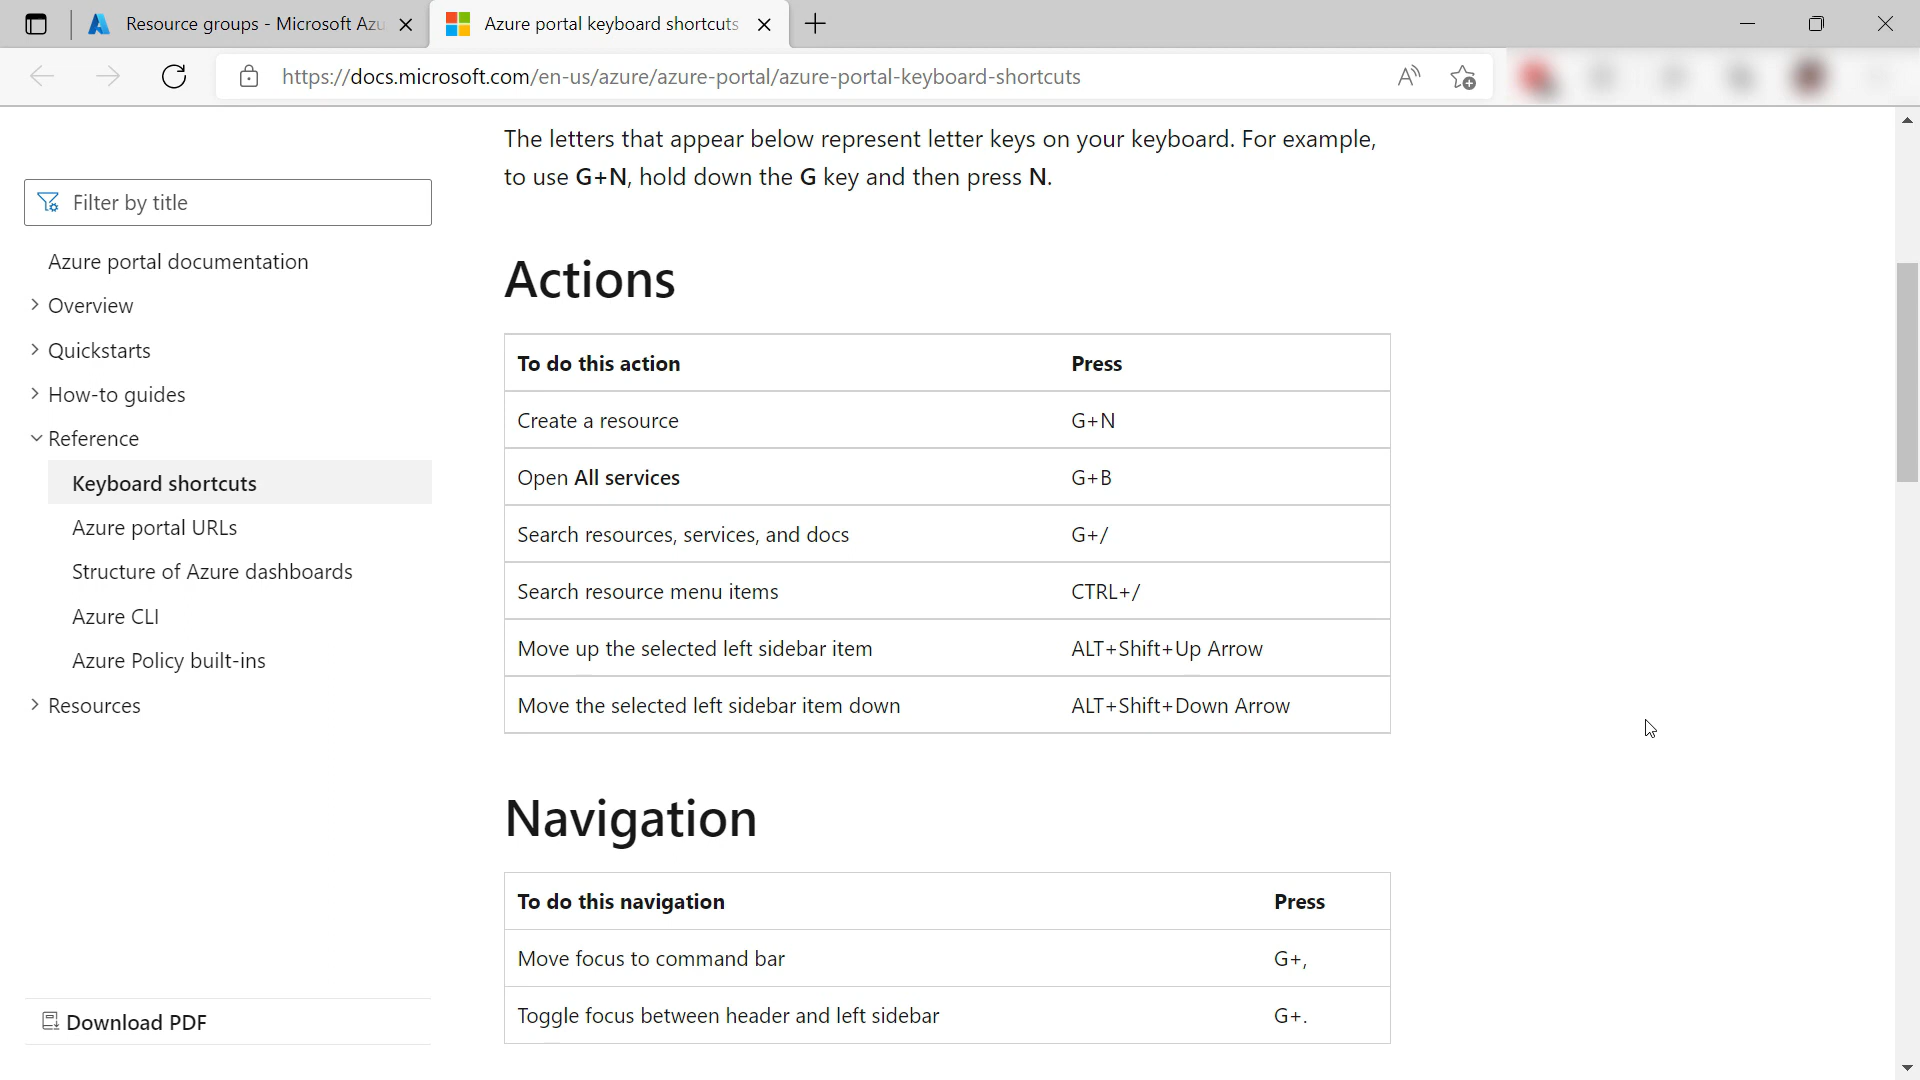 Resource groups - Microsoft Azu
Azure portal keyboard shortcuts
https://docs.microsoft.com/en-us/azure/azure-portal/azure-portal-keyboard-shortcuts
Filter by title
Azure portal documentation
Overview
Quickstarts
How-to guides
Reference
Keyboard shortcuts
Azure portal URLs
Structure of Azure dashboards
Azure CLI
Azure Policy built-ins
Resources
Download PDF
The letters that appear below represent letter keys on your keyboard. For example,
to use G+N, hold down the G key and then press N.
Actions
To do this action Press
Create a resource G+N
Open All services G+B
Search resources, services, and docs G+/
Search resource menu items CTRL+/
Move up the selected left sidebar item ALT+Shift+Up Arrow
Move the selected left sidebar item down ALT+Shift+Down Arrow
Navigation
To do this navigation Press
Move focus to command bar G+,
Toggle focus between header and left sidebar G+.